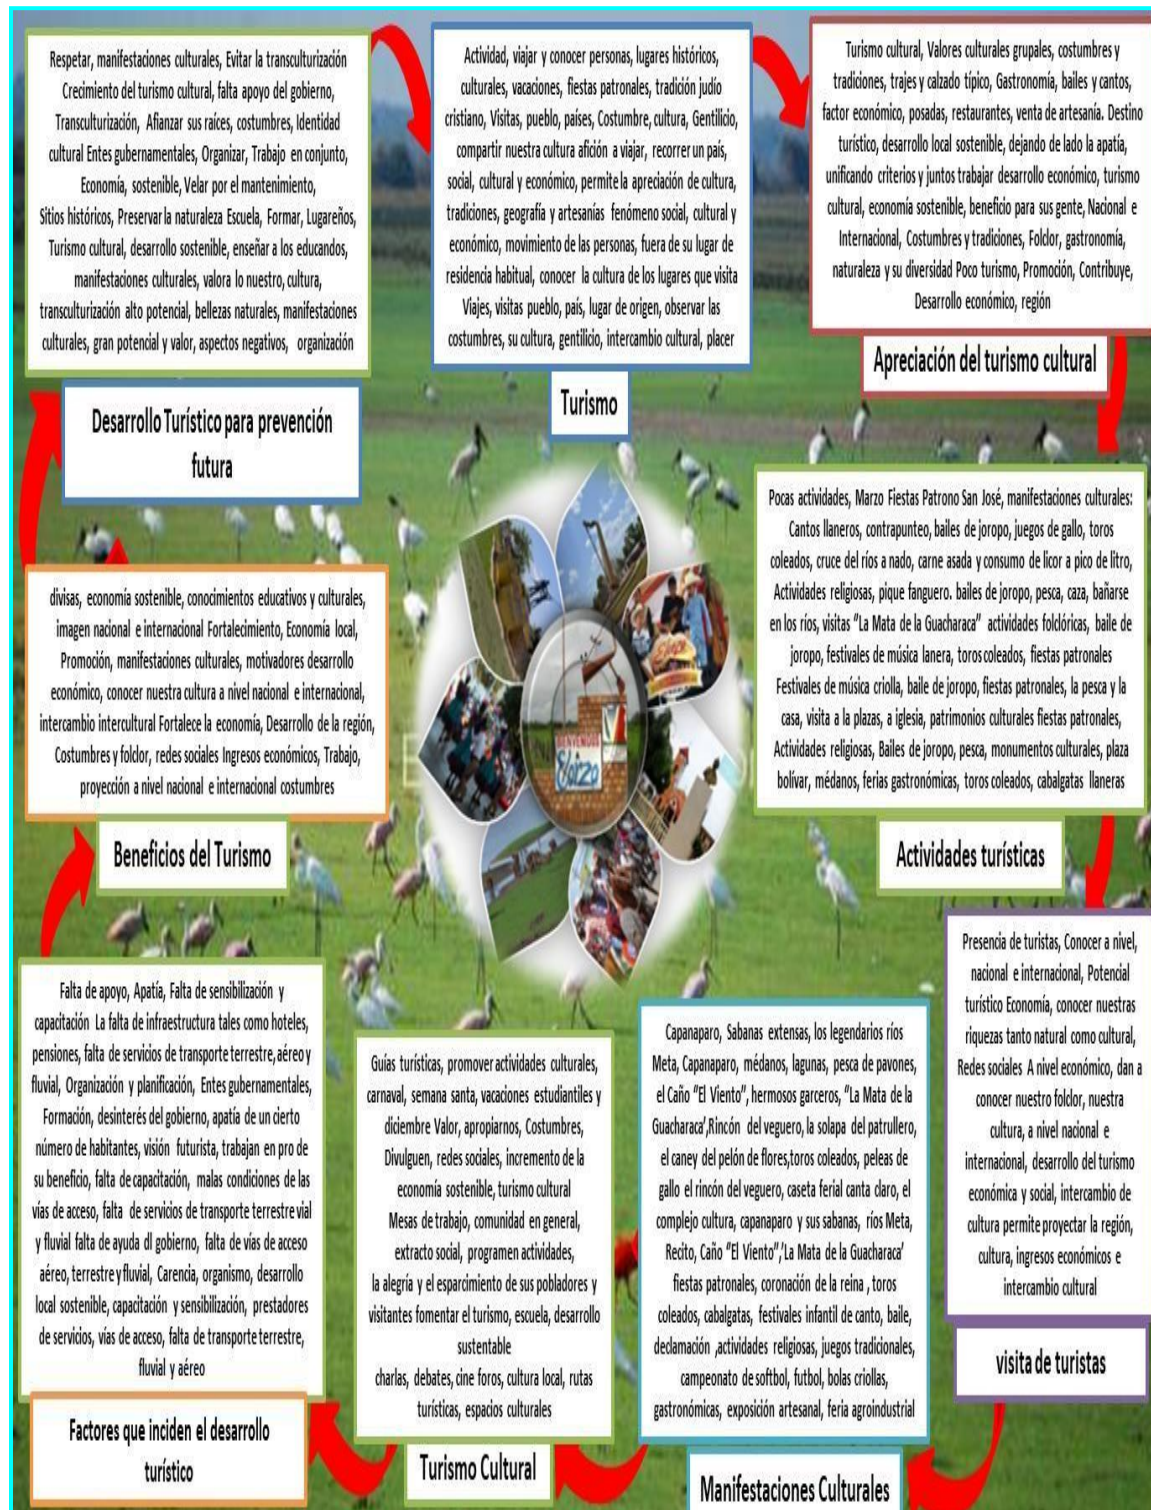 Respetar, manifestaciones culturales, Evitar la transculturización
Crecimiento del turismo cultural, falta apoyo del gobierno,
Transculturización, Afianzar sus raíces, costumbres, Identidad
cultural Entes gubernamentales, Organizar, Trabajo en conjunto,
Economía, sostenible, Velar por el mantenimiento,
Sitios históricos, Preservar la naturaleza Escuela, Formar, Lugareños,
Turismo cultural, desarrollo sostenible, enseñar a los educandos,
manifestaciones culturales, valora lo nuestro, cultura,
transculturización alto potencial, bellezas naturales, manifestaciones
culturales, gran potencial y valor, aspectos negativos, organización
Desarrollo Turístico para prevención
futura
Actividad, viajar y conocer personas, lugares históricos,
culturales, vacaciones, fiestas patronales, tradición judío
cristiano, Visitas, pueblo, países, Costumbre, cultura, Gentilicio,
compartir nuestra cultura afición a viajar, recorrer un país,
social, cultural y económico, permite la apreciación de cultura,
tradiciones, geografía y artesanías fenómeno social, cultural y
económico, movimiento de las personas, fuera de su lugar de
residencia habitual, conocer la cultura de los lugares que visita
Viajes, visitas pueblo, país, lugar de origen, observar las
costumbres, su cultura, gentilicio, intercambio cultural, placer
Turismo
Turismo cultural, Valores culturales grupales, costumbres y
tradiciones, trajes y calzado típico, Gastronomía, bailes y cantos,
factor económico, posadas, restaurantes, venta de artesanía. Destino
turístico, desarrollo local sostenible, dejando de lado la apatía,
unificando criterios y juntos trabajar desarrollo económico, turismo
cultural, economía sostenible, beneficio para sus gente, Nacional e
Internacional, Costumbres y tradiciones, Folclor, gastronomía,
naturaleza y su diversidad Poco turismo, Promoción, Contribuye,
Desarrollo económico, región
Apreciación del turismo cultural
Pocas actividades, Marzo Fiestas Patrono San José, manifestaciones culturales:
Cantos llaneros, contrapunteo, bailes de joropo, juegos de gallo, toros
coleados, cruce del ríos a nado, carne asada y consumo de licor a pico de litro,
Actividades religiosas, pique fanguero. bailes de joropo, pesca, caza, bañarse
en los ríos, visitas "La Mata de la Guacharaca" actividades folclóricas, baile de
joropo, festivales de música lanera, toros coleados, fiestas patronales
Festivales de música criolla, baile de joropo, fiestas patronales, la pesca y la
casa, visita a la plazas, a iglesia, patrimonios culturales fiestas patronales,
Actividades religiosas, Bailes de joropo, pesca, monumentos culturales, plaza
bolívar, médanos, ferias gastronómicas, toros coleados, cabalgatas llaneras
Actividades turísticas
divisas, economía sostenible, conocimientos educativos y culturales,
imagen nacional e internacional Fortalecimiento, Economía local,
Promoción, manifestaciones culturales, motivadores desarrollo
económico, conocer nuestra cultura a nivel nacional e internacional,
intercambio intercultural Fortalece la economía, Desarrollo de la región,
Costumbres y folclor, redes sociales Ingresos económicos, Trabajo,
proyección a nivel nacional e internacional costumbres
Beneficios del Turismo
BIENVENIDOS
Elorza
Presencia de turistas, Conocer a nivel,
nacional e internacional, Potencial
turístico Economía, conocer nuestras
riquezas tanto natural como cultural,
Redes sociales A nivel económico, dan a
conocer nuestro folclor, nuestra
cultura, a nivel nacional e
internacional, desarrollo del turismo
económica y social, intercambio de
cultura permite proyectar la región,
cultura, ingresos económicos e
intercambio cultural
visita de turistas
Capanaparo, Sabanas extensas, los legendarios ríos
Meta, Capanaparo, médanos, lagunas, pesca de pavones,
el Caño "El Viento", hermosos garceros, "La Mata de la
Guacharaca',Rincón del veguero, la solapa del patrullero,
el caney del pelón de flores,toros coleados, peleas de
gallo el rincón del veguero, caseta ferial canta claro, el
complejo cultura, capanaparo y sus sabanas, ríos Meta,
Recito, Caño "El Viento",'La Mata de la Guacharaca'
fiestas patronales, coronación de la reina , toros
coleados, cabalgatas, festivales infantil de canto, baile,
declamación ,actividades religiosas, juegos tradicionales,
campeonato de softbol, futbol, bolas criollas,
gastronómicas, exposición artesanal, feria agroindustrial
Manifestaciones Culturales
Guías turísticas, promover actividades culturales,
carnaval, semana santa, vacaciones estudiantiles y
diciembre Valor, apropiarnos, Costumbres,
Divulguen, redes sociales, incremento de la
economía sostenible, turismo cultural
Mesas de trabajo, comunidad en general,
extracto social, programen actividades,
la alegría y el esparcimiento de sus pobladores y
visitantes fomentar el turismo, escuela, desarrollo
sustentable
charlas, debates, cine foros, cultura local, rutas
turísticas, espacios culturales
Turismo Cultural
Falta de apoyo, Apatía, Falta de sensibilización y
capacitación La falta de infraestructura tales como hoteles,
pensiones, falta de servicios de transporte terrestre, aéreo y
fluvial, Organización y planificación, Entes gubernamentales,
Formación, desinterés del gobierno, apatía de un cierto
número de habitantes, visión futurista, trabajan en pro de
su beneficio, falta de capacitación, malas condiciones de las
vías de acceso, falta de servicios de transporte terrestre vial
y fluvial falta de ayuda dl gobierno, falta de vías de acceso
aéreo, terrestre y fluvial, Carencia, organismo, desarrollo
local sostenible, capacitación y sensibilización, prestadores
de servicios, vías de acceso, falta de transporte terrestre,
fluvial y aéreo
Factores que inciden el desarrollo
turístico